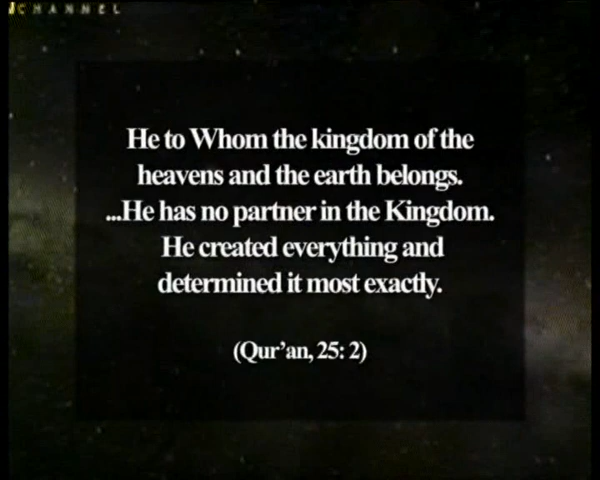 CHANNEL
He to Whom the kingdom of the
heavens and the earth belongs.
...He has no partner in the Kingdom.
He created everything and
determined it most exactly.
(Qur’an, 25: 2)